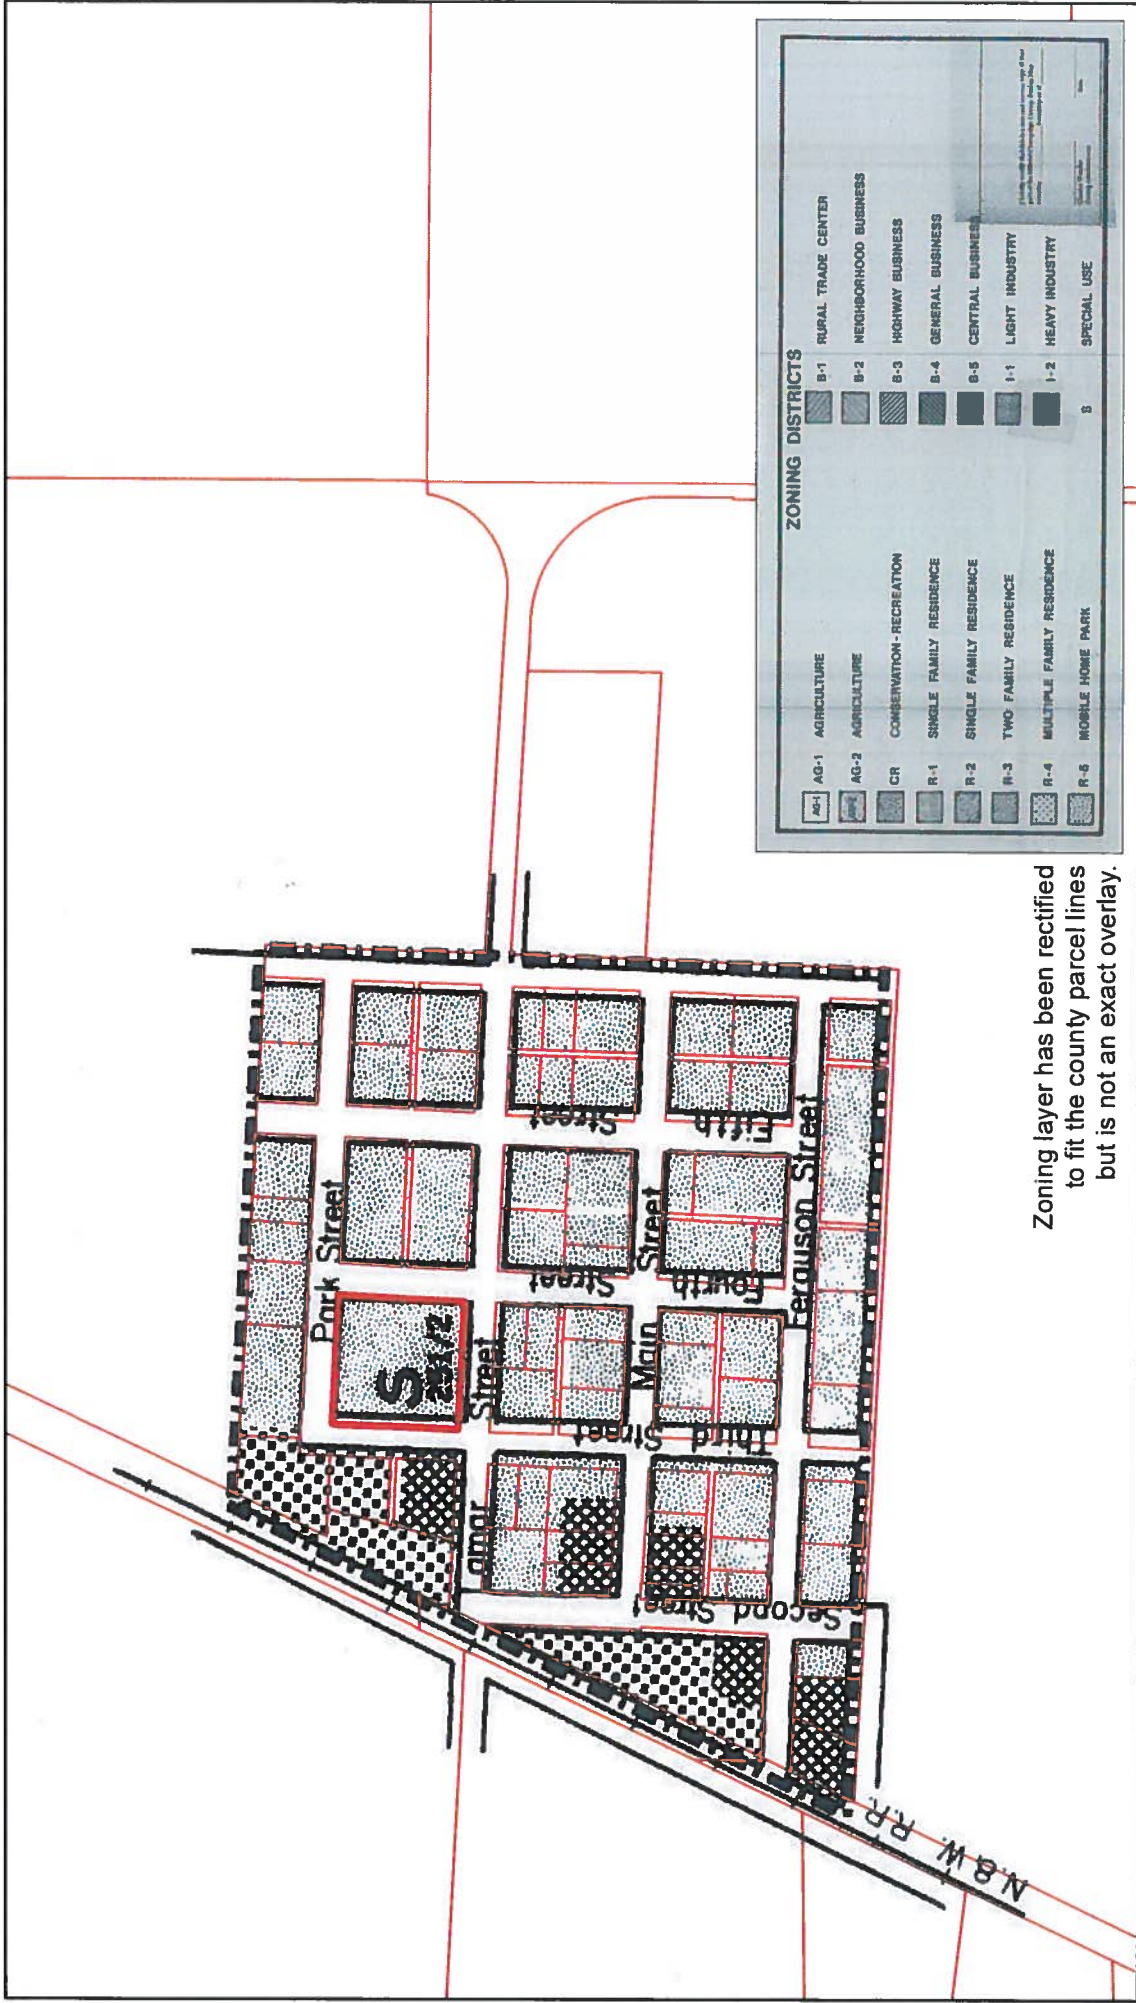 Park Street
S
Street
Lamar
Main
Street
Ferguson Street
Fifth
Street
Fourth
Street
Third
Street
Second Street
N.&W. R.R.
Zoning layer has been rectified
to fit the county parcel lines
but is not an exact overlay.
ZONING DISTRICTS
AG-1 AG-1 AGRICULTURE
AG-2 AGRICULTURE
CR CONSERVATION - RECREATION
R-1 SINGLE FAMILY RESIDENCE
R-2 SINGLE FAMILY RESIDENCE
R-3 TWO FAMILY RESIDENCE
R-4 MULTIPLE FAMILY RESIDENCE
R-5 MOBILE HOME PARK
B-1 RURAL TRADE CENTER
B-2 NEIGHBORHOOD BUSINESS
B-3 HIGHWAY BUSINESS
B-4 GENERAL BUSINESS
B-5 CENTRAL BUSINESS
I-1 LIGHT INDUSTRY
I-2 HEAVY INDUSTRY
S SPECIAL USE